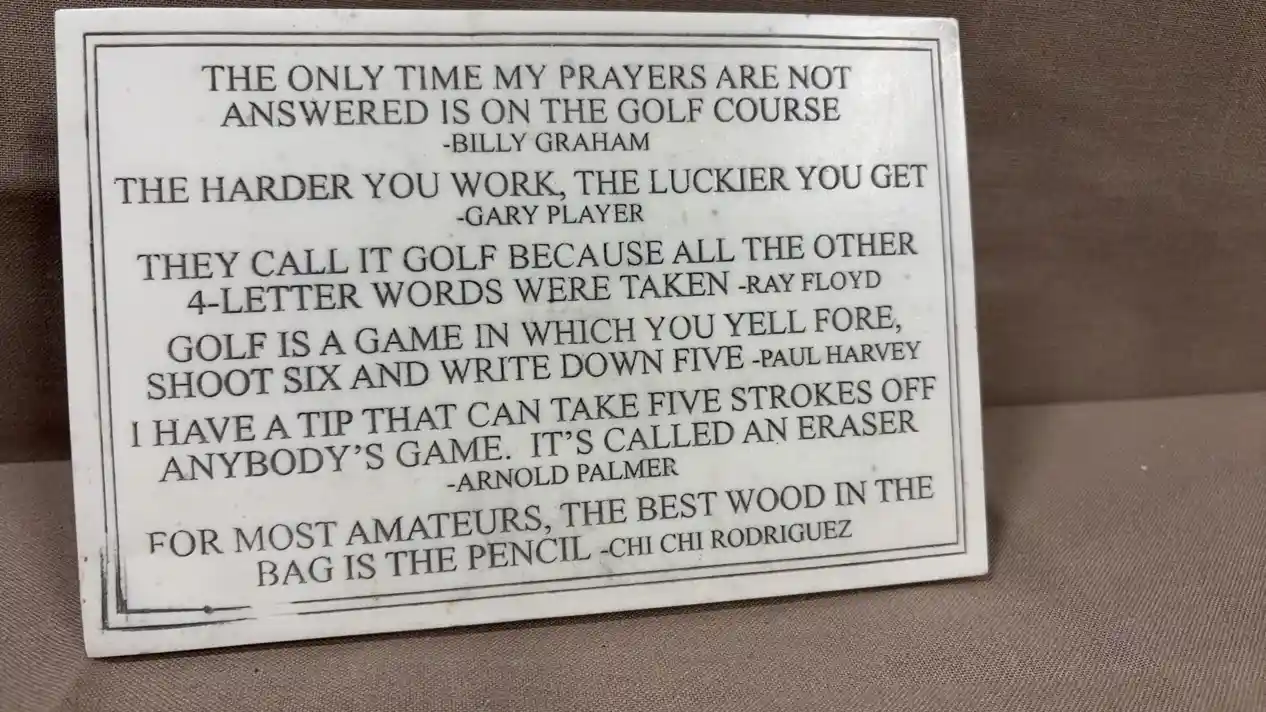 THE ONLY TIME MY PRAYERS ARE NOT
ANSWERED IS ON THE GOLF COURSE
-BILLY GRAHAM
THE HARDER YOU WORK, THE LUCKIER YOU GET
-GARY PLAYER
THEY CALL IT GOLF BECAUSE ALL THE OTHER
4-LETTER WORDS WERE TAKEN -RAY FLOYD
GOLF IS A GAME IN WHICH YOU YELL FORE,
SHOOT SIX AND WRITE DOWN FIVE -PAUL HARVEY
I HAVE A TIP THAT CAN TAKE FIVE STROKES OFF
ANYBODY'S GAME. IT'S CALLED AN ERASER
-ARNOLD PALMER
FOR MOST AMATEURS, THE BEST WOOD IN THE
BAG IS THE PENCIL -CHI CHI RODRIGUEZ